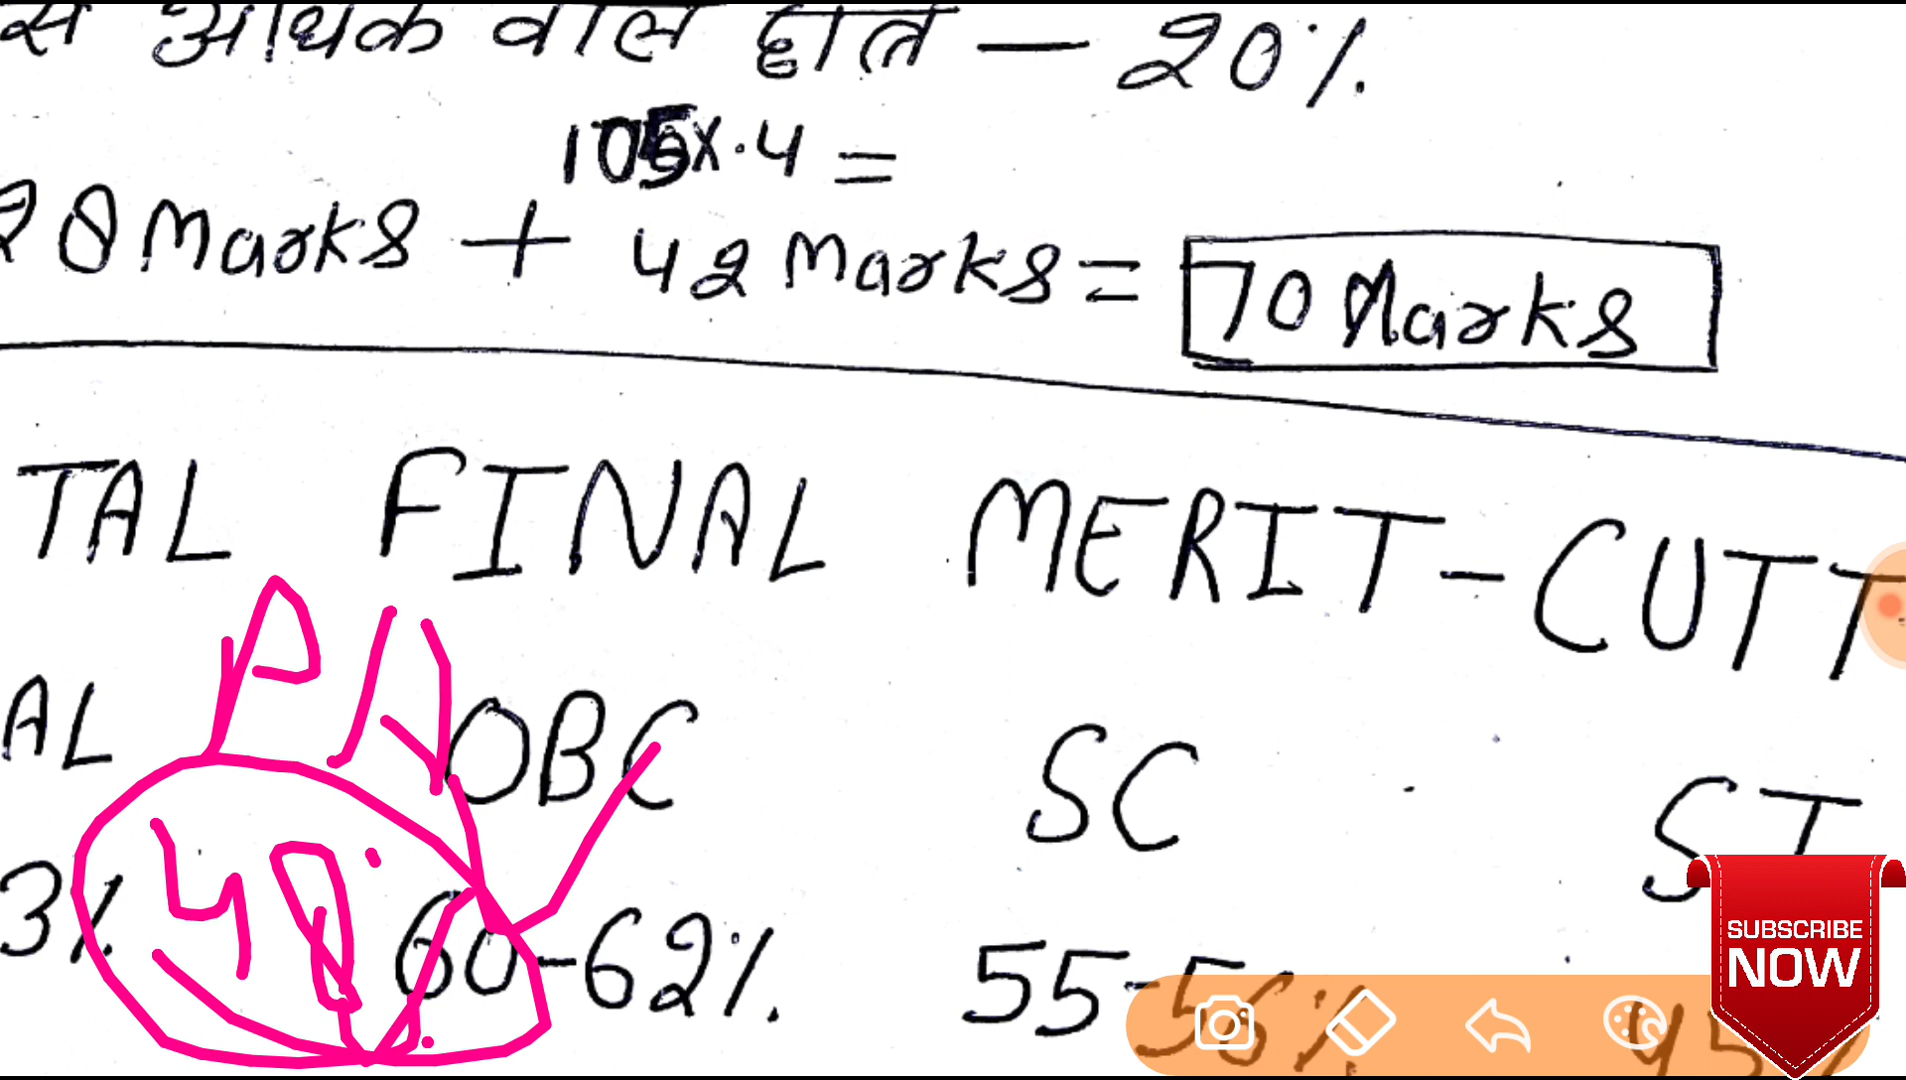 से अधिक वाले होते — 20%.
105x.4 =
28 Marks + 42 Marks = 70 Marks
TAL FINAL MERIT-CUTT
PH
AL OBC SC ST
3% 40% 60-62%. 55-56% 45%
SUBSCRIBE
NOW